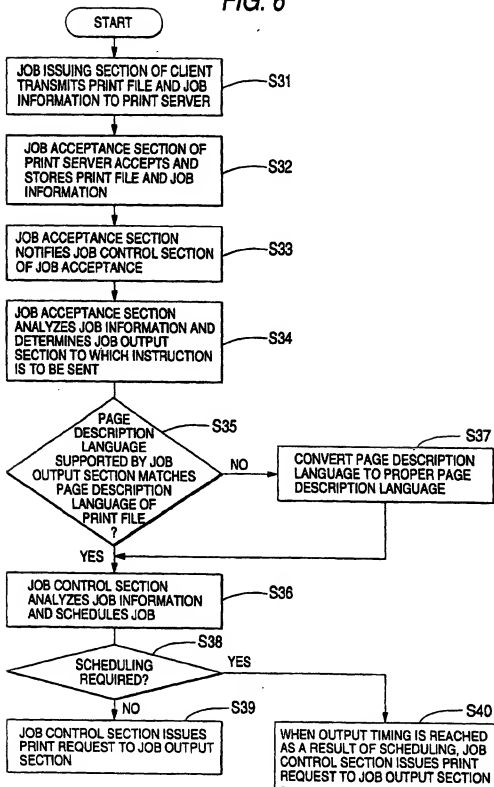 FIG. 6
START
JOB ISSUING SECTION OF CLIENT
TRANSMITS PRINT FILE AND JOB
INFORMATION TO PRINT SERVER
S31
JOB ACCEPTANCE SECTION OF
PRINT SERVER ACCEPTS AND
STORES PRINT FILE AND JOB
INFORMATION
S32
JOB ACCEPTANCE SECTION
NOTIFIES JOB CONTROL SECTION
OF JOB ACCEPTANCE
S33
JOB ACCEPTANCE SECTION
ANALYZES JOB INFORMATION AND
DETERMINES JOB OUTPUT
SECTION TO WHICH INSTRUCTION
IS TO BE SENT
S34
PAGE
DESCRIPTION
LANGUAGE
SUPPORTED BY JOB
OUTPUT SECTION MATCHES
PAGE DESCRIPTION
LANGUAGE OF
PRINT FILE
?
S35
NO
S37
CONVERT PAGE DESCRIPTION
LANGUAGE TO PROPER PAGE
DESCRIPTION LANGUAGE
YES
JOB CONTROL SECTION
ANALYZES JOB INFORMATION
AND SCHEDULES JOB
S36
S38
SCHEDULING
REQUIRED?
YES
NO
S39
JOB CONTROL SECTION ISSUES
PRINT REQUEST TO JOB OUTPUT
SECTION
S40
WHEN OUTPUT TIMING IS REACHED
AS A RESULT OF SCHEDULING, JOB
CONTROL SECTION ISSUES PRINT
REQUEST TO JOB OUTPUT SECTION